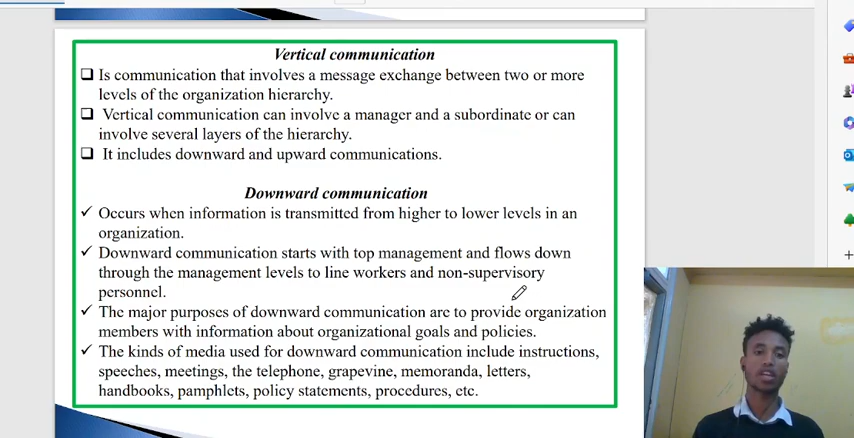 Vertical communication
❑ Is communication that involves a message exchange between two or more
levels of the organization hierarchy.
❑ Vertical communication can involve a manager and a subordinate or can
involve several layers of the hierarchy.
❑ It includes downward and upward communications.
Downward communication
✓ Occurs when information is transmitted from higher to lower levels in an
organization.
✓ Downward communication starts with top management and flows down
through the management levels to line workers and non-supervisory
personnel.
✓ The major purposes of downward communication are to provide organization
members with information about organizational goals and policies.
✓ The kinds of media used for downward communication include instructions,
speeches, meetings, the telephone, grapevine, memoranda, letters,
handbooks, pamphlets, policy statements, procedures, etc.